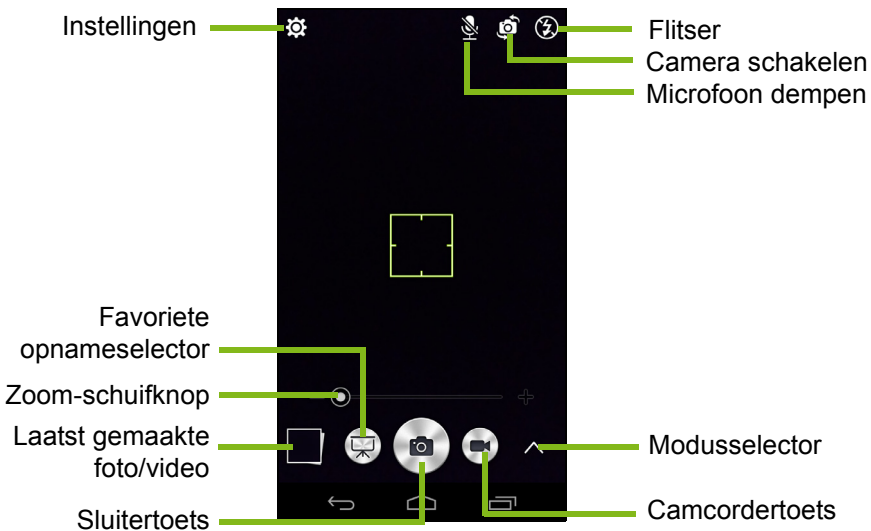 Instellingen
Flitser
Camera schakelen
Microfoon dempen
Favoriete
opnameselector
Zoom-schuifknop
Laatst gemaakte
foto/video
Modusselector
Sluitertoets
Camcordertoets